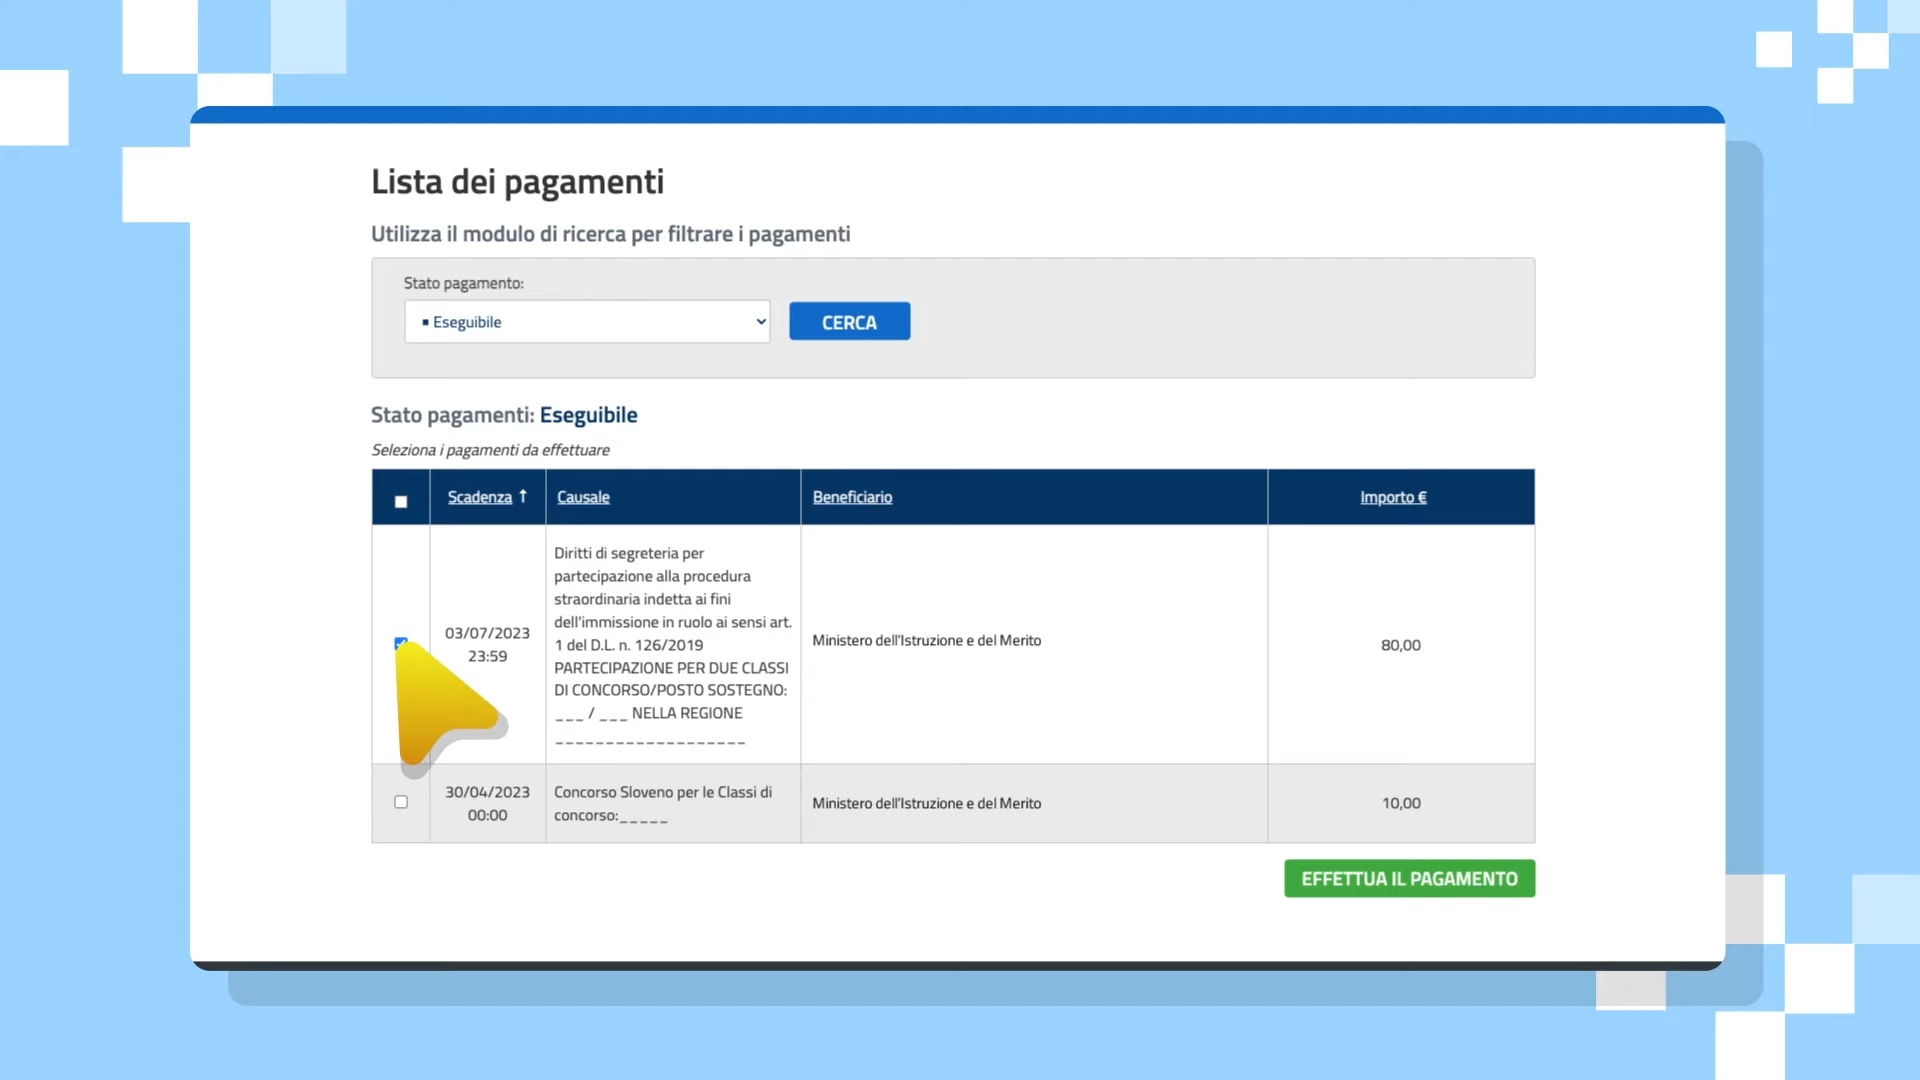 Lista dei pagamenti
Utilizza il modulo di ricerca per filtrare i pagamenti
Stato pagamento:
▪ Eseguibile
CERCA
Stato pagamenti: Eseguibile
Seleziona i pagamenti da effettuare
Scadenza ↑ Causale Beneficiario Importo €
03/07/2023
23:59
Diritti di segreteria per
partecipazione alla procedura
straordinaria indetta ai fini
dell'immissione in ruolo ai sensi art.
1 del D.L. n. 126/2019
PARTECIPAZIONE PER DUE CLASSI
DI CONCORSO/POSTO SOSTEGNO:
_ _ _ / _ _ _ NELLA REGIONE
_ _ _ _ _ _ _ _ _ _ _ _ _ _ _ _ _ _ _
Ministero dell'Istruzione e del Merito
80,00
30/04/2023
00:00
Concorso Sloveno per le Classi di
concorso:_ _ _ _ _
Ministero dell'Istruzione e del Merito
10,00
EFFETTUA IL PAGAMENTO